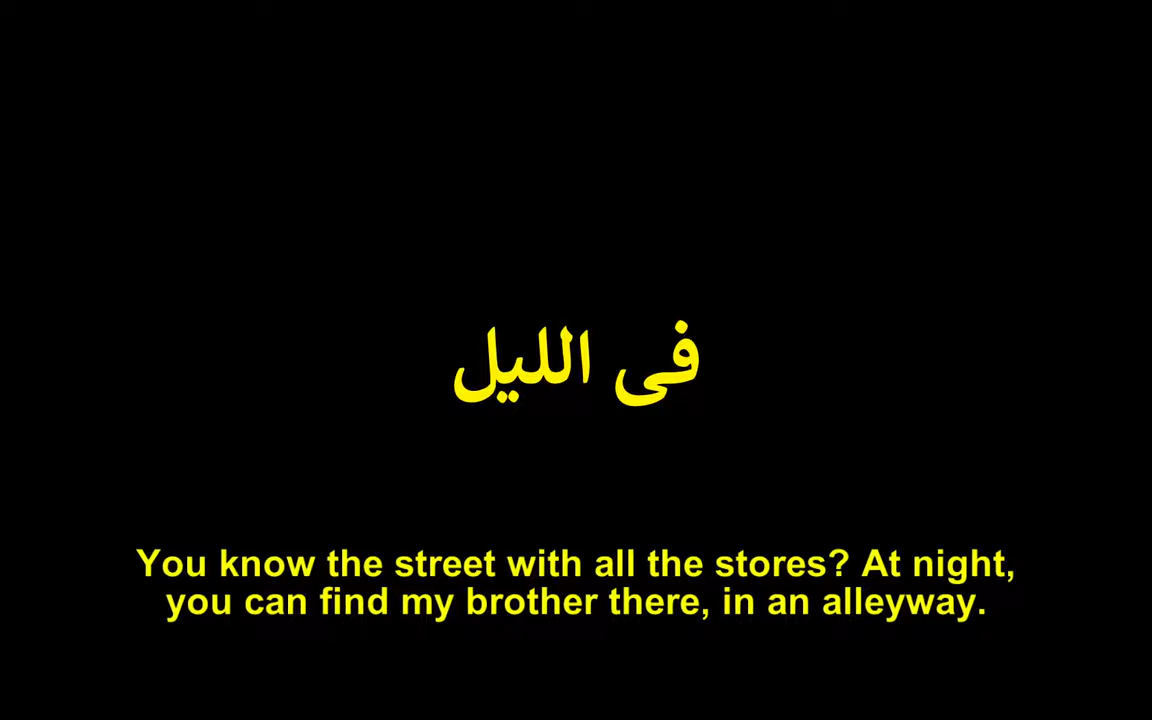 فى الليل
You know the street with all the stores? At night,
you can find my brother there, in an alleyway.